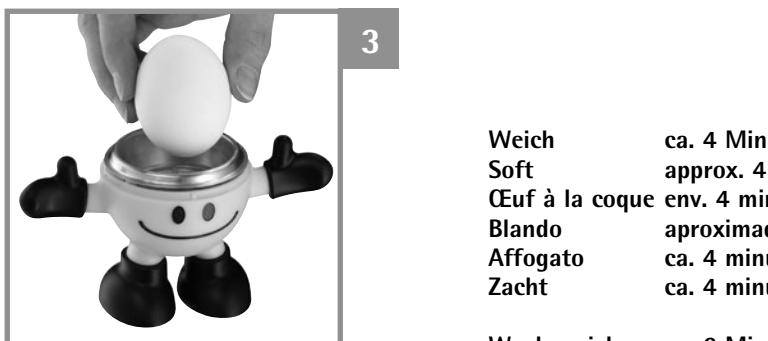 3
Weich ca. 4 Min
Soft approx. 4
Œuf à la coque env. 4 min
Blando aproximad
Affogato ca. 4 minu
Zacht ca. 4 minu